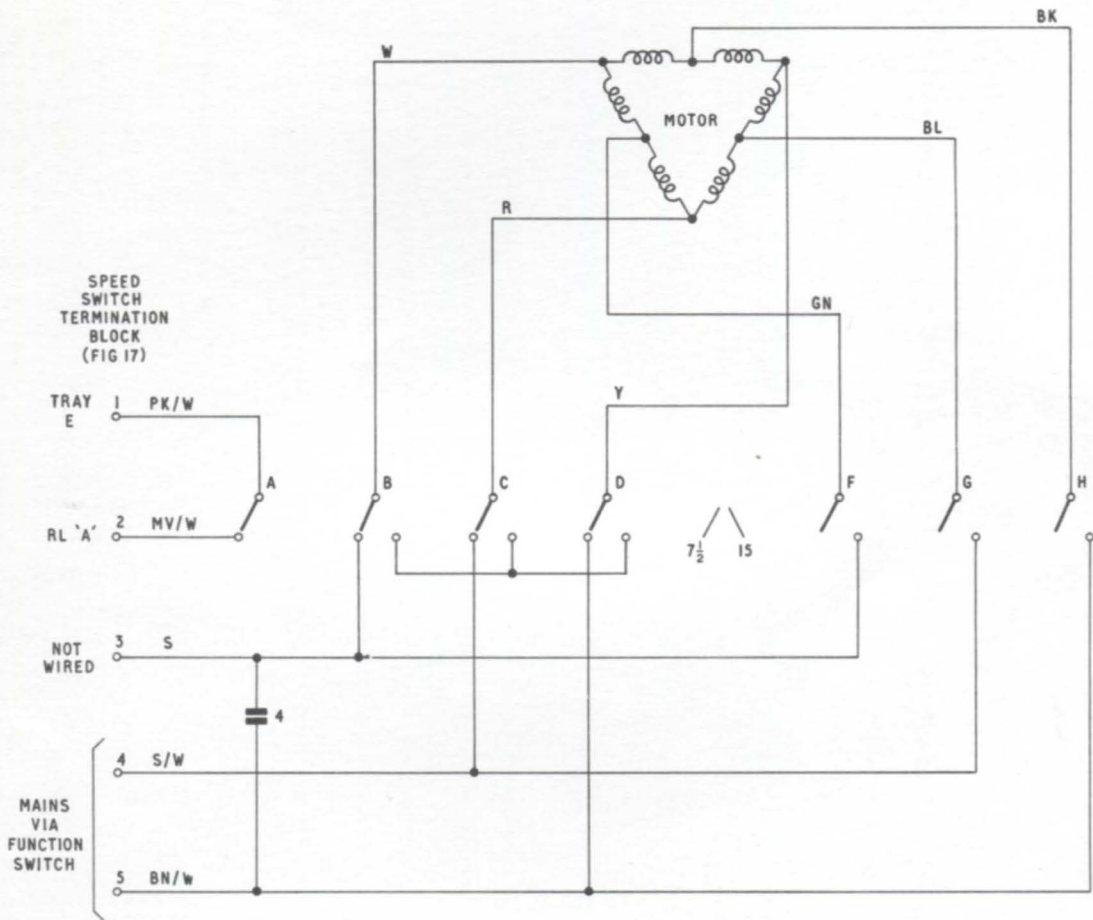 BK
W
MOTOR
BL
R
SPEED
SWITCH
TERMINATION
BLOCK
(FIG 17)
GN
TRAY
E
1 PK/W
Y
A
B
C
D
F
G
H
RL 'A'
2 MV/W
7½ 15
NOT
WIRED
3 S
4
4 S/W
MAINS
VIA
FUNCTION
SWITCH
5 BN/W